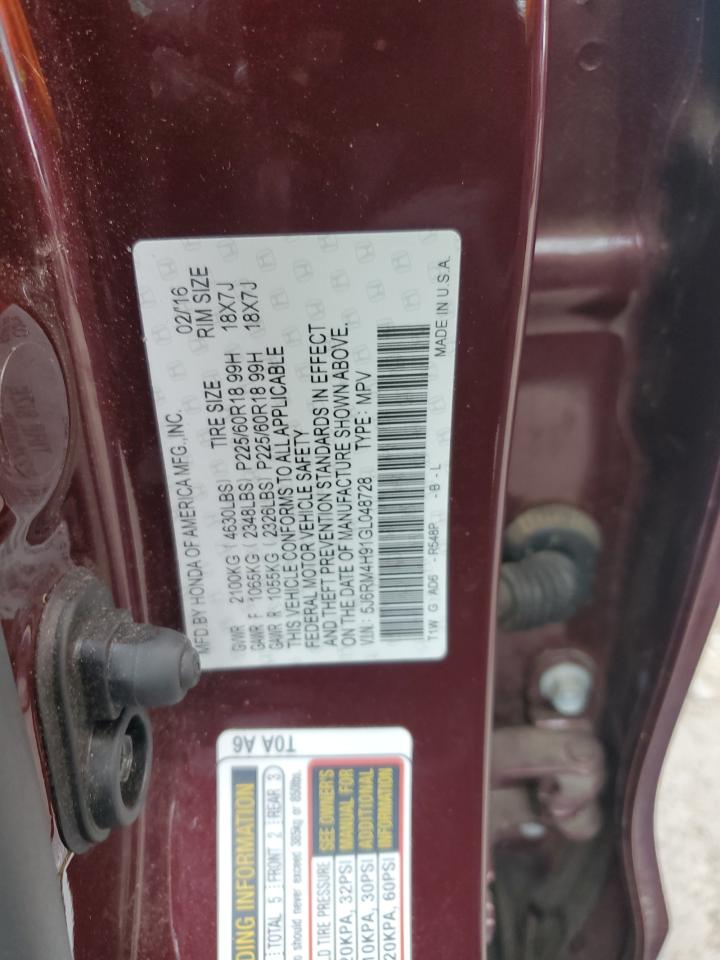 MFD.BY HONDA OF AMERICA MFG.,INC. 02/'16
TIRE SIZE RIM SIZE
GVWR 2100KG ( 4630LBS)
GAWR F 1065KG ( 2348LBS) P225/60R18 99H 18X7J
GAWR R 1055KG ( 2326LBS) P225/60R18 99H 18X7J
THIS VEHICLE CONFORMS TO ALL APPLICABLE
FEDERAL MOTOR VEHICLE SAFETY
AND THEFT PREVENTION STANDARDS IN EFFECT
ON THE DATE OF MANUFACTURE SHOWN ABOVE.
V.I.N: 5J6RM4H91GL048728 TYPE: MPV
T1W G AD6 - R548P - B - L
MADE IN U.S.A.
T0A A6
DING INFORMATION
TOTAL 5 FRONT 2 REAR 3
should never exceed 385kg or 850lbs.
LD TIRE PRESSURE
20KPA, 32PSI
10KPA, 30PSI
20KPA, 60PSI
SEE OWNER'S
MANUAL FOR
ADDITIONAL
INFORMATION